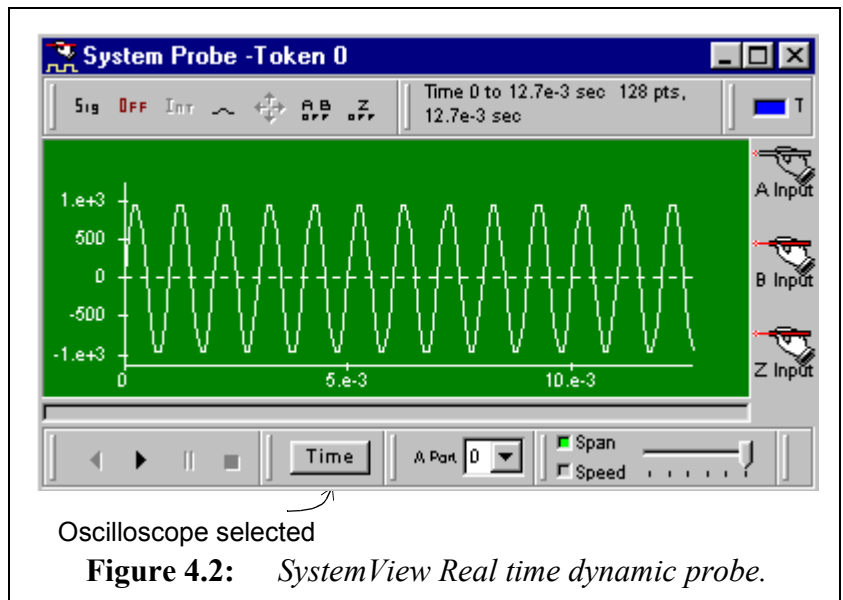 System Probe -Token 0
Sig OFF Int A B OFF Z OFF
Time 0 to 12.7e-3 sec 128 pts,
12.7e-3 sec
T
1.e+3
500
0
-500
-1.e+3
0 5.e-3 10.e-3
A Input
B Input
Z Input
Time
A Port 0
Span
Speed
Oscilloscope selected
Figure 4.2: SystemView Real time dynamic probe.